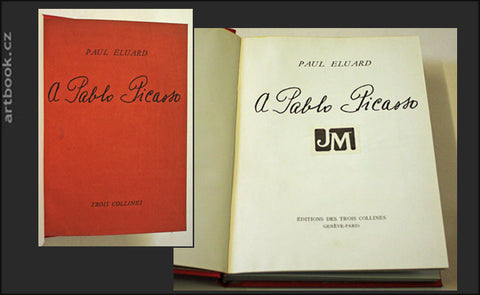 artbook.cz
PAUL ELUARD
A Pablo Picasso
TROIS COLLINES
PAUL ELUARD
A Pablo Picasso
JM
ÉDITIONS DES TROIS COLLINES
GENÈVE-PARIS